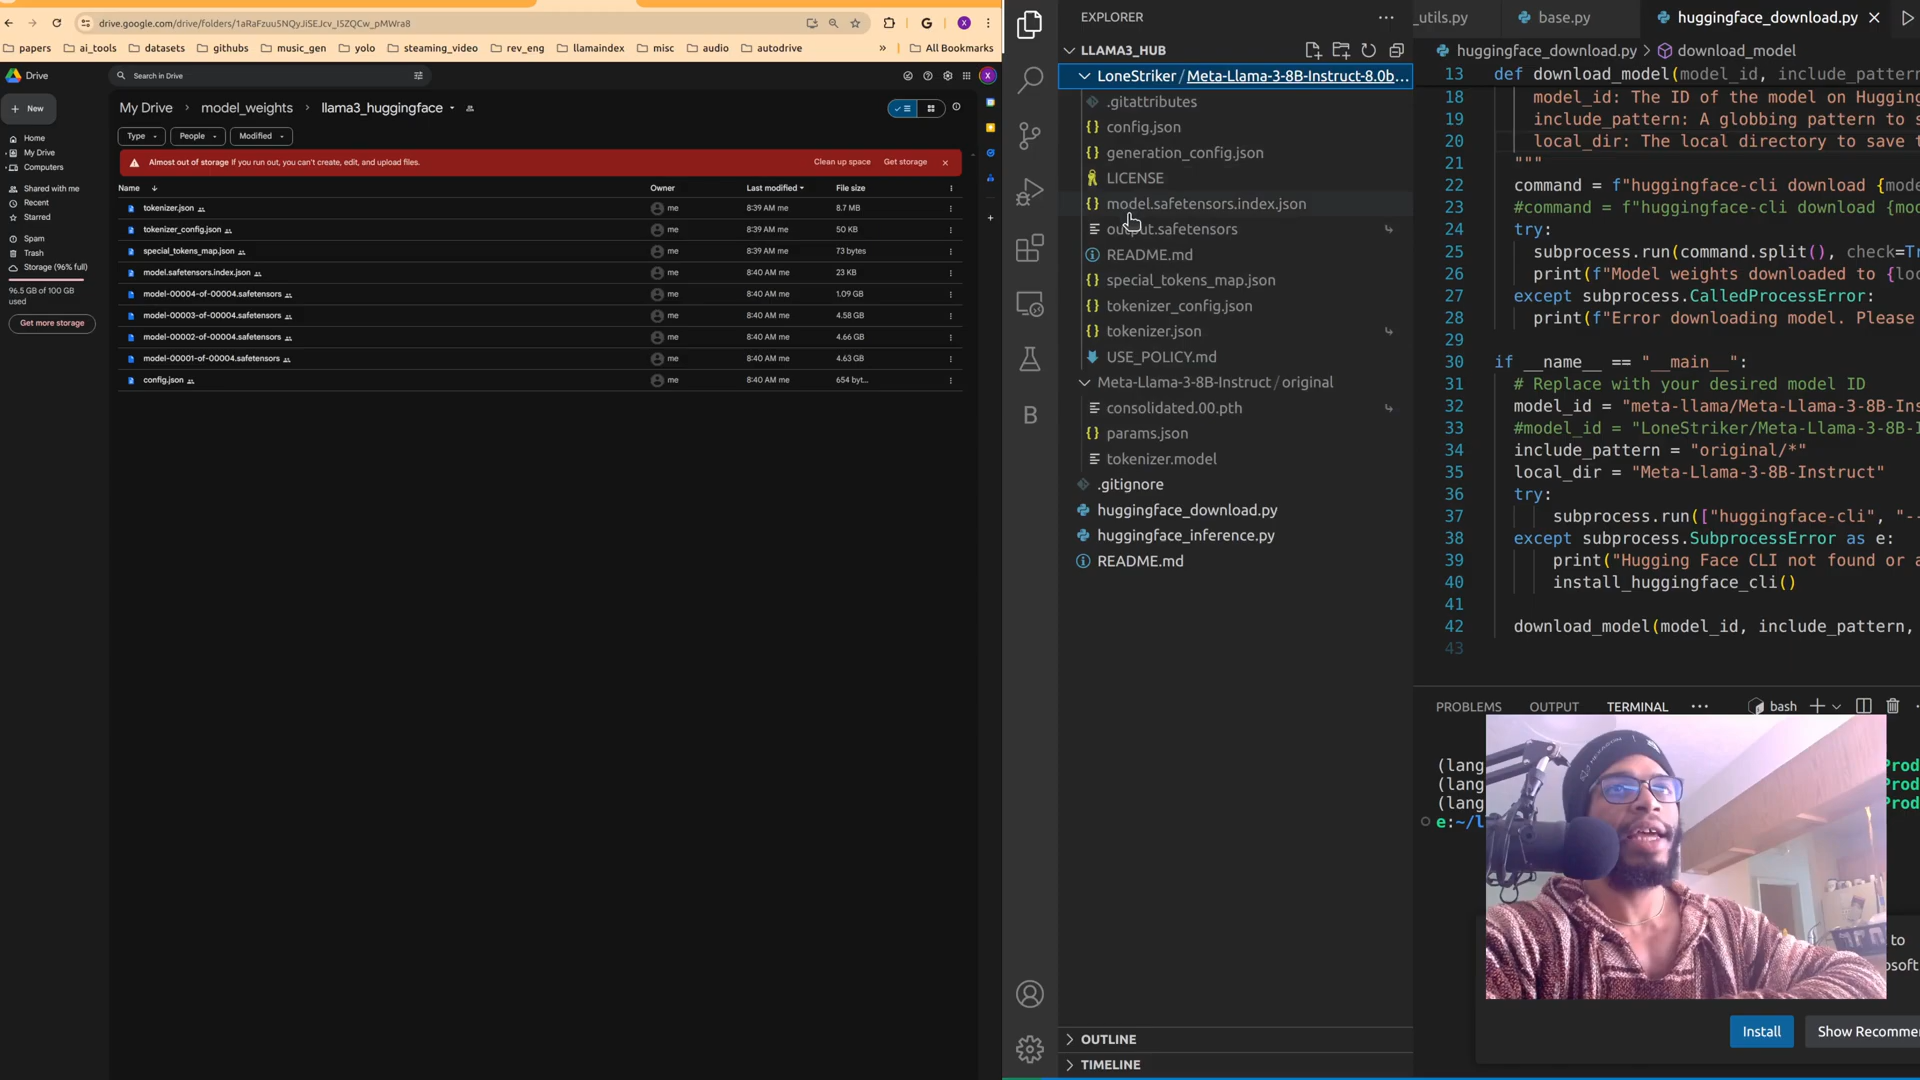 drive.google.com/drive/folders/1aRaFzuu5NQyJiSEJcv_I5ZQCw_pMWra8
papers
ai_tools
datasets
githubs
music_gen
yolo
steaming_video
rev_eng
llamaindex
misc
audio
autodrive
»
All Bookmarks
Drive
Search in Drive
New
Home
My Drive
Computers
Shared with me
Recent
Starred
Spam
Trash
Storage (96% full)
96.5 GB of 100 GB
used
Get more storage
My Drive > model_weights > llama3_huggingface
Type
People
Modified
Almost out of storage If you run out, you can't create, edit, and upload files.
Clean up space
Get storage
Name Owner Last modified File size
tokenizer.json me 8:39 AM me 8.7 MB
tokenizer_config.json me 8:39 AM me 50 KB
special_tokens_map.json me 8:39 AM me 73 bytes
model.safetensors.index.json me 8:40 AM me 23 KB
model-00004-of-00004.safetensors me 8:40 AM me 1.09 GB
model-00003-of-00004.safetensors me 8:40 AM me 4.58 GB
model-00002-of-00004.safetensors me 8:40 AM me 4.66 GB
model-00001-of-00004.safetensors me 8:40 AM me 4.63 GB
config.json me 8:40 AM me 654 byt...
EXPLORER
LLAMA3_HUB
LoneStriker / Meta-Llama-3-8B-Instruct-8.0b...
.gitattributes
config.json
generation_config.json
LICENSE
model.safetensors.index.json
output.safetensors
README.md
special_tokens_map.json
tokenizer_config.json
tokenizer.json
USE_POLICY.md
Meta-Llama-3-8B-Instruct / original
consolidated.00.pth
params.json
tokenizer.model
.gitignore
huggingface_download.py
huggingface_inference.py
README.md
OUTLINE
TIMELINE
_utils.py
base.py
huggingface_download.py
huggingface_download.py > download_model
13 def download_model(model_id, include_pattern
18 model_id: The ID of the model on Hugging
19 include_pattern: A globbing pattern to s
20 local_dir: The local directory to save t
21 """
22 command = f"huggingface-cli download {mode
23 #command = f"huggingface-cli download {mod
24 try:
25 subprocess.run(command.split(), check=Tr
26 print(f"Model weights downloaded to {loc
27 except subprocess.CalledProcessError:
28 print(f"Error downloading model. Please
29
30 if __name__ == "__main__":
31 # Replace with your desired model ID
32 model_id = "meta-llama/Meta-Llama-3-8B-Ins
33 #model_id = "LoneStriker/Meta-Llama-3-8B-I
34 include_pattern = "original/*"
35 local_dir = "Meta-Llama-3-8B-Instruct"
36 try:
37 subprocess.run(["huggingface-cli", "--
38 except subprocess.SubprocessError as e:
39 print("Hugging Face CLI not found or a
40 install_huggingface_cli()
41
42 download_model(model_id, include_pattern,
43
PROBLEMS
OUTPUT
TERMINAL
bash
(lang Prod
(lang Prod
(lang Prod
e:~/l
to
osoft
Install
Show Recomme